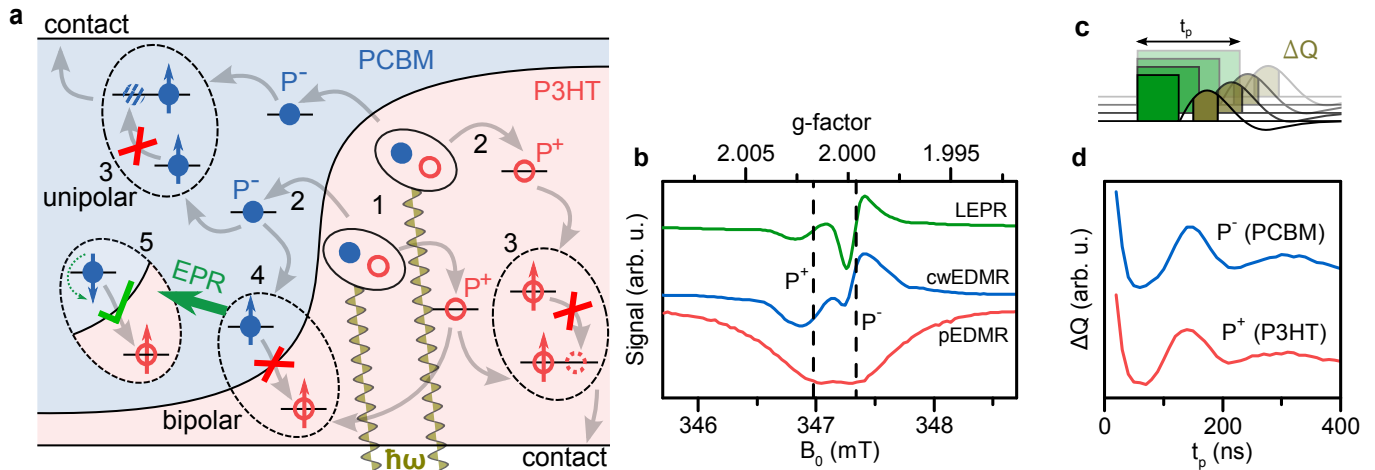 a
contact
PCBM
P3HT
P⁻
2
P⁺
3
unipolar
P⁻
2
1
3
5
EPR
4
P⁺
bipolar
ħω
contact
b
g-factor
2.005 2.000 1.995
Signal (arb. u.)
LEPR
P⁺
cwEDMR
P⁻
pEDMR
346 347 348
B₀ (mT)
c
tₚ
ΔQ
d
ΔQ (arb. u.)
P⁻ (PCBM)
P⁺ (P3HT)
0 200 400
tₚ (ns)